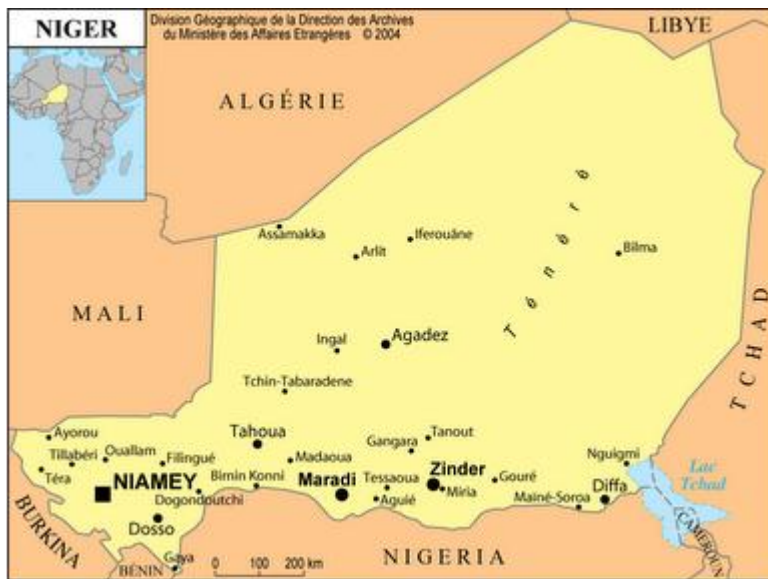 NIGER
Division Géographique de la Direction des Archives
du Ministère des Affaires Etrangères © 2004
LIBYE
ALGÉRIE
Assamakka
Iferouâne
Arlit
Bilma
Ténéré
MALI
TCHAD
Ingal
Agadez
Tchin-Tabaradene
Ayorou
Tahoua
Tanout
Gangara
Tillabéri
Ouallam
Filingué
Madaoua
Nguigmi
Téra
NIAMEY
Birnin Konni
Maradi
Tessaoua
Zinder
Gouré
Lac
Tchad
Dogondoutchi
Aguié
Miria
Maïné-Soroa
Diffa
Dosso
BURKINA
Gaya
BÉNIN
0 100 200 km
NIGERIA
CAMEROUN